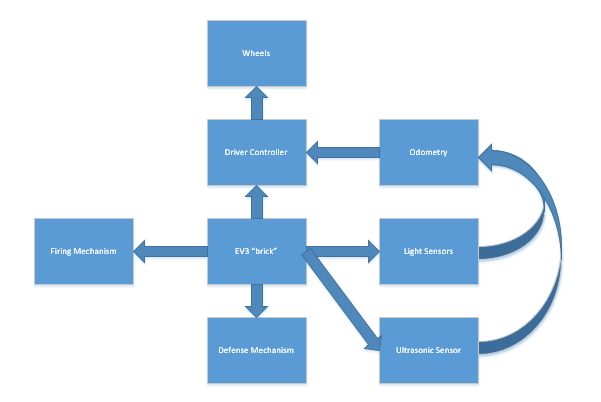 Wheels
Driver Controller
Odometry
Firing Mechanism
EV3 "brick"
Light Sensors
Defense Mechanism
Ultrasonic Sensor